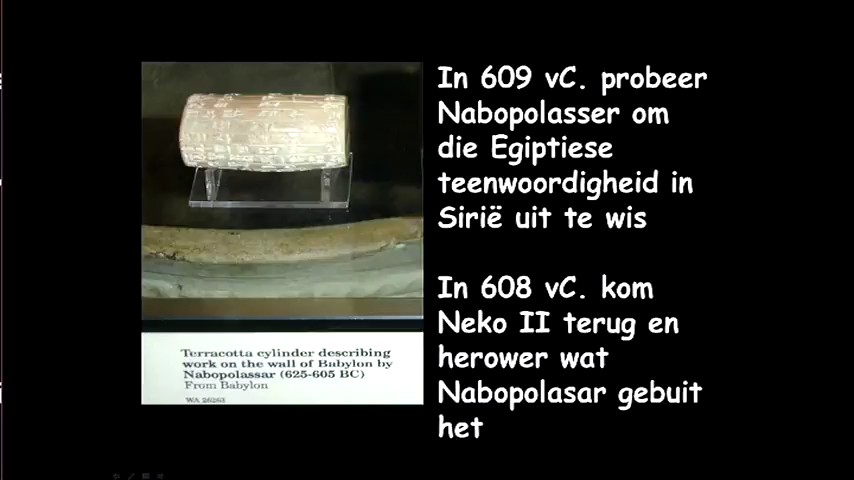 In 609 vC. probeer
Nabopolasser om
die Egiptiese
teenwoordigheid in
Sirië uit te wis
In 608 vC. kom
Neko II terug en
herower wat
Nabopolasar gebuit
het
Terracotta cylinder describing
work on the wall of Babylon by
Nabopolassar (625-605 BC)
From Babylon
WA 26263